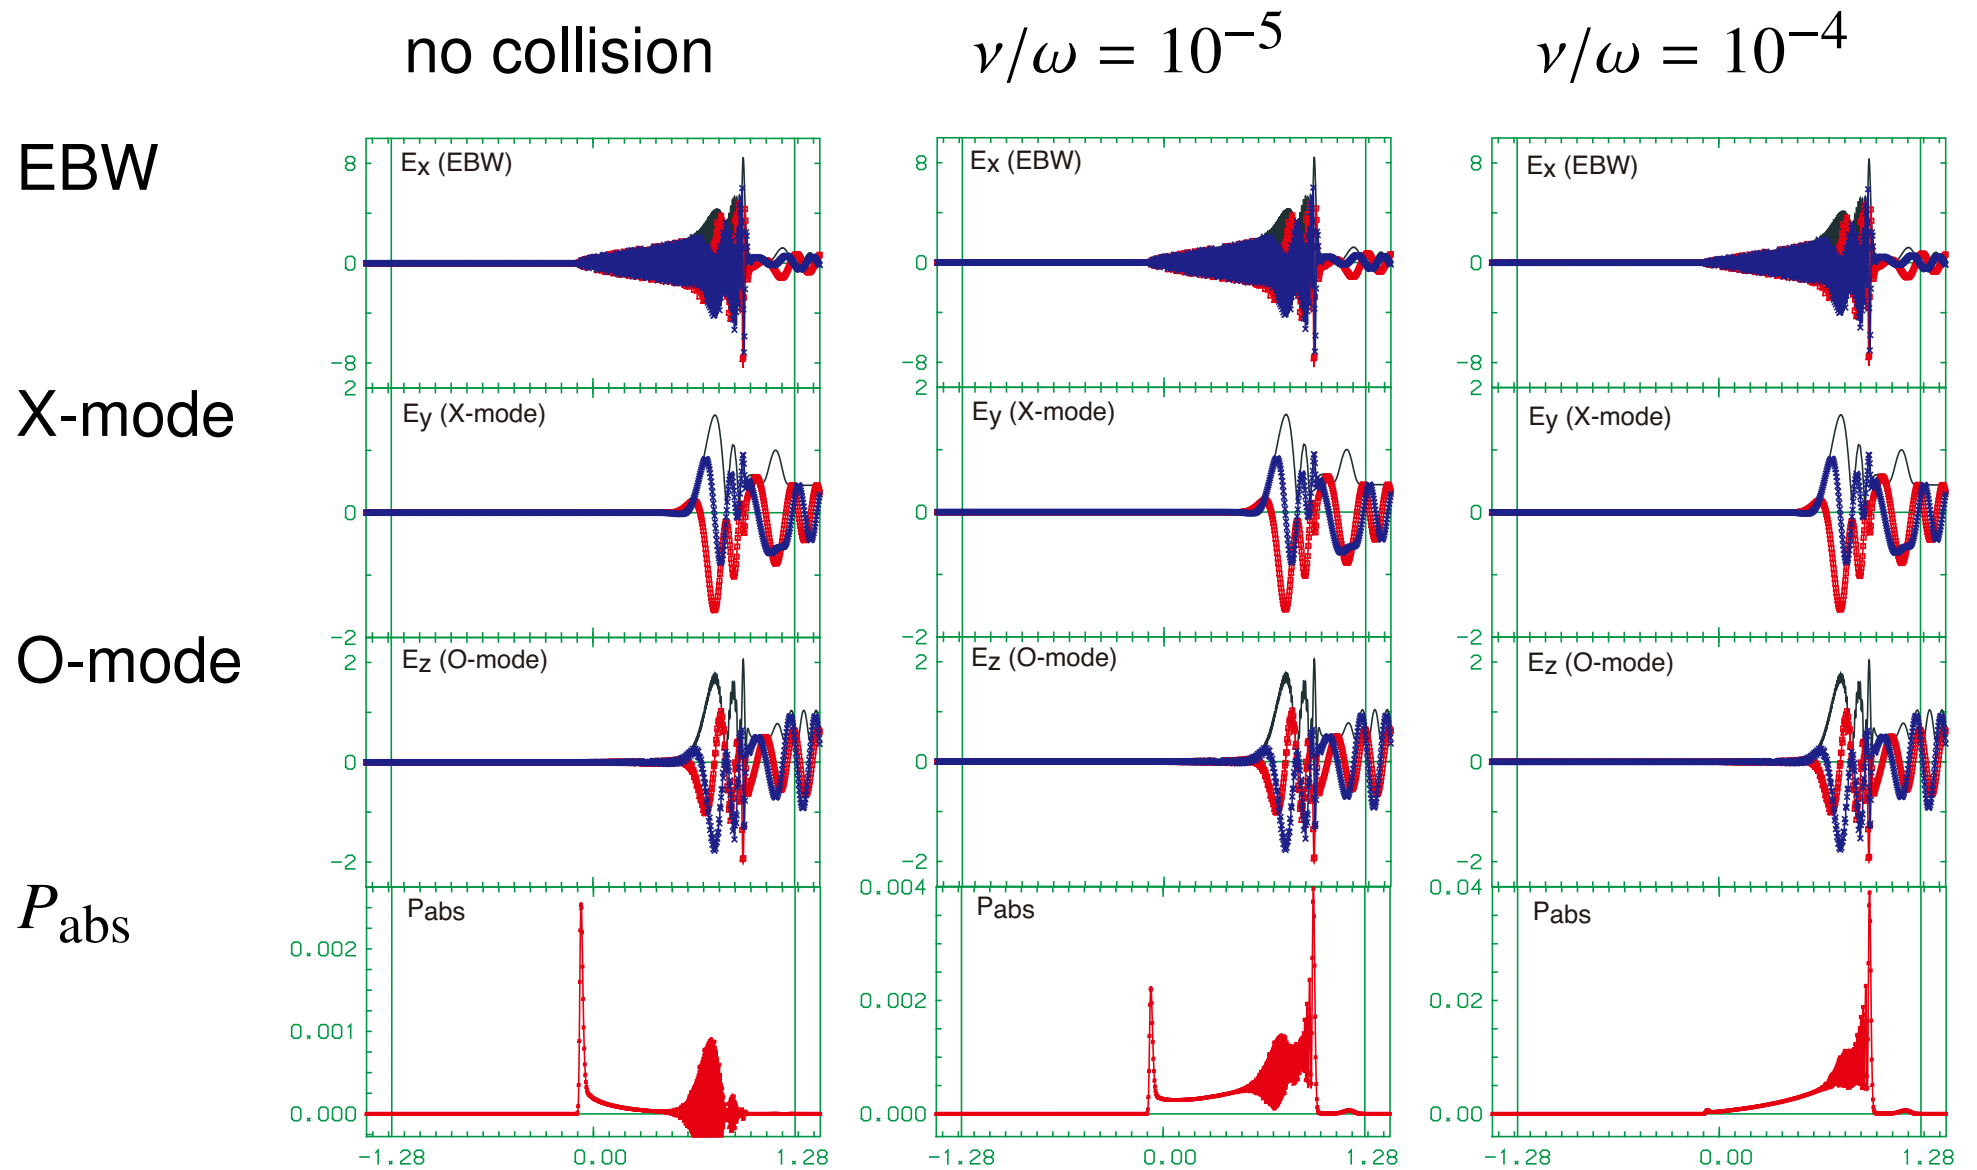 no collision ν/ω = 10⁻⁵ ν/ω = 10⁻⁴
EBW
8 Ex (EBW) 8 Ex (EBW) 8 Ex (EBW)
0 0 0
-8 -8 -8
X-mode
2 2 2
Ey (X-mode) Ey (X-mode) Ey (X-mode)
0 0 0
-2 -2 -2
O-mode
2 Ez (O-mode) 2 Ez (O-mode) 2 Ez (O-mode)
0 0 0
-2 -2 -2
Pabs
0.004 0.04
Pabs Pabs Pabs
0.002 0.002 0.02
0.001
0.000 0.000 0.00
-1.28 0.00 1.28 -1.28 0.00 1.28 -1.28 0.00 1.28